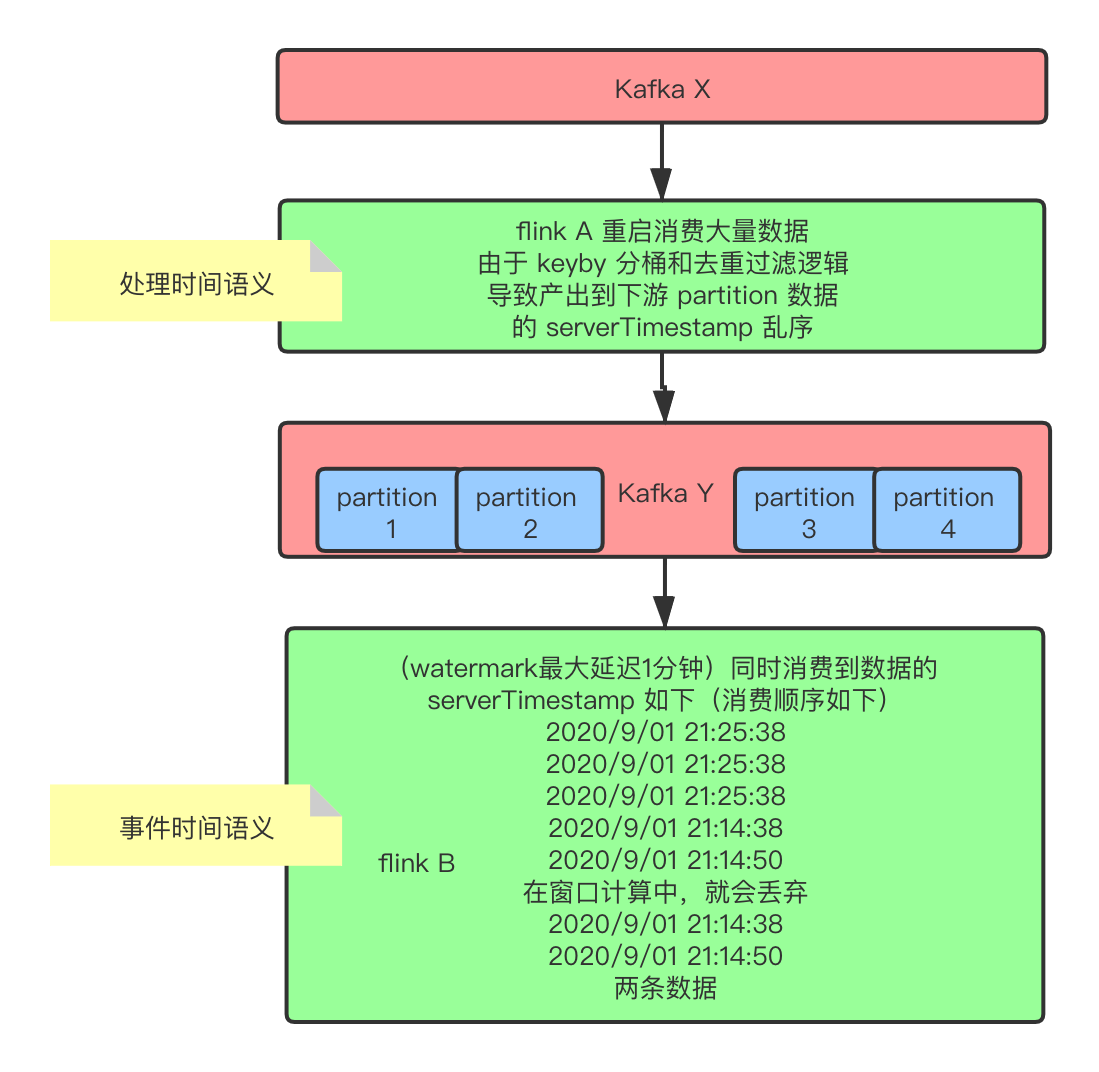 Kafka X
flink A 重启消费大量数据
由于 keyby 分桶和去重过滤逻辑
导致产出到下游 partition 数据
的 serverTimestamp 乱序
处理时间语义
Kafka Y
partition
1
partition
2
partition
3
partition
4
（watermark最大延迟1分钟）同时消费到数据的
serverTimestamp 如下（消费顺序如下）
2020/9/01 21:25:38
2020/9/01 21:25:38
2020/9/01 21:25:38
2020/9/01 21:14:38
2020/9/01 21:14:50
在窗口计算中，就会丢弃
2020/9/01 21:14:38
2020/9/01 21:14:50
两条数据
事件时间语义
flink B